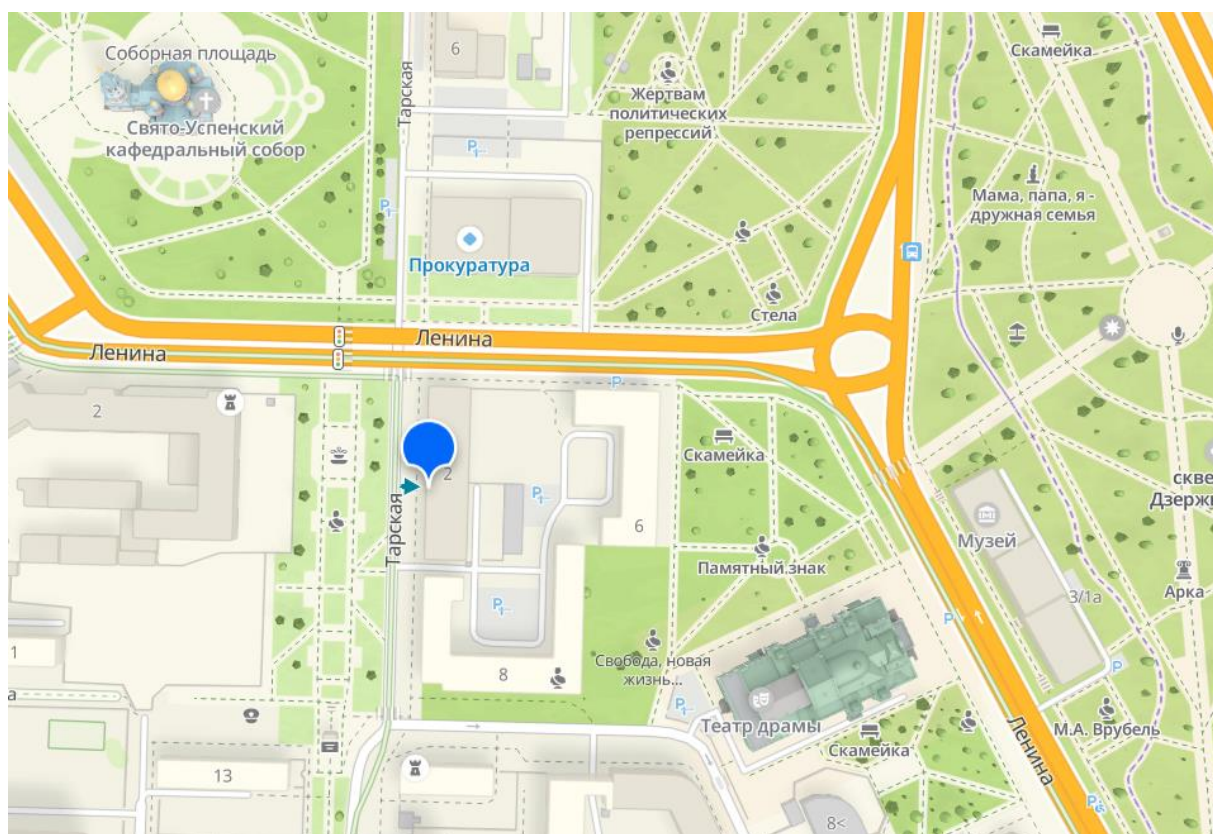 Соборная площадь
Свято-Успенский
кафедральный собор
Тарская
6
P
Жертвам
политических
репрессий
Скамейка
Мама, папа, я -
дружная семья
P
Прокуратура
Стела
Ленина
Ленина
P
2
2
Тарская
P
6
Скамейка
Памятный знак
Музей
скве
Дзержи
3/1а
Арка
P
P
1
а
8
Свобода, новая
жизнь...
P
P
Театр драмы
Скамейка
М.А. Врубель
Ленина
13
8<
P